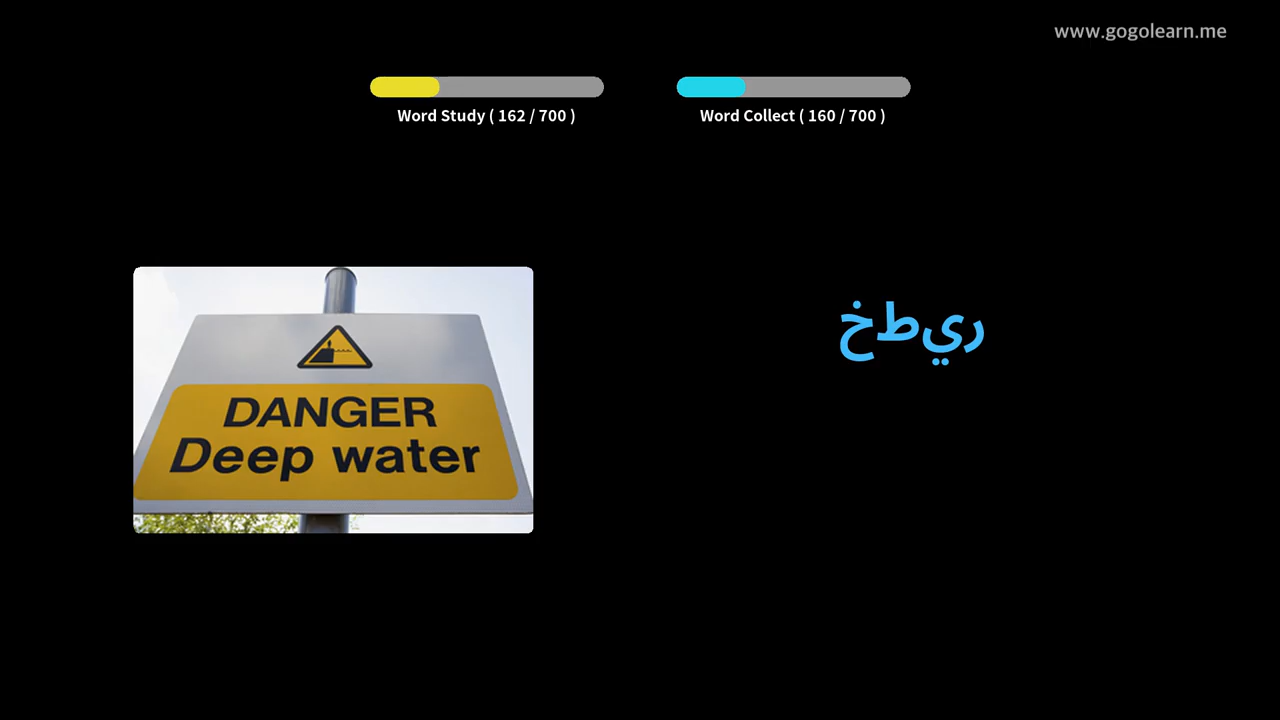 www.gogolearn.me
Word Study ( 162 / 700 )
Word Collect ( 160 / 700 )
ريطخ
DANGER
Deep water